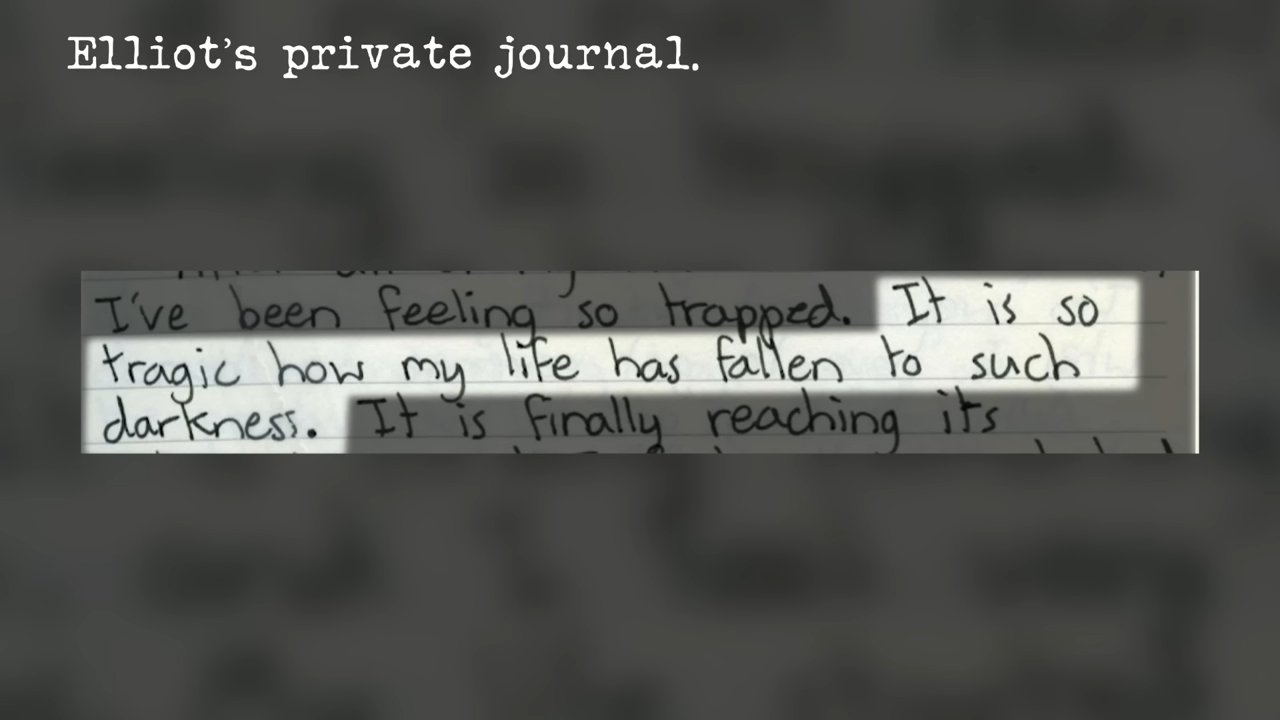 Elliot's private journal.
I've been feeling so trapped. It is so
tragic how my life has fallen to such
darkness. It is finally reaching its